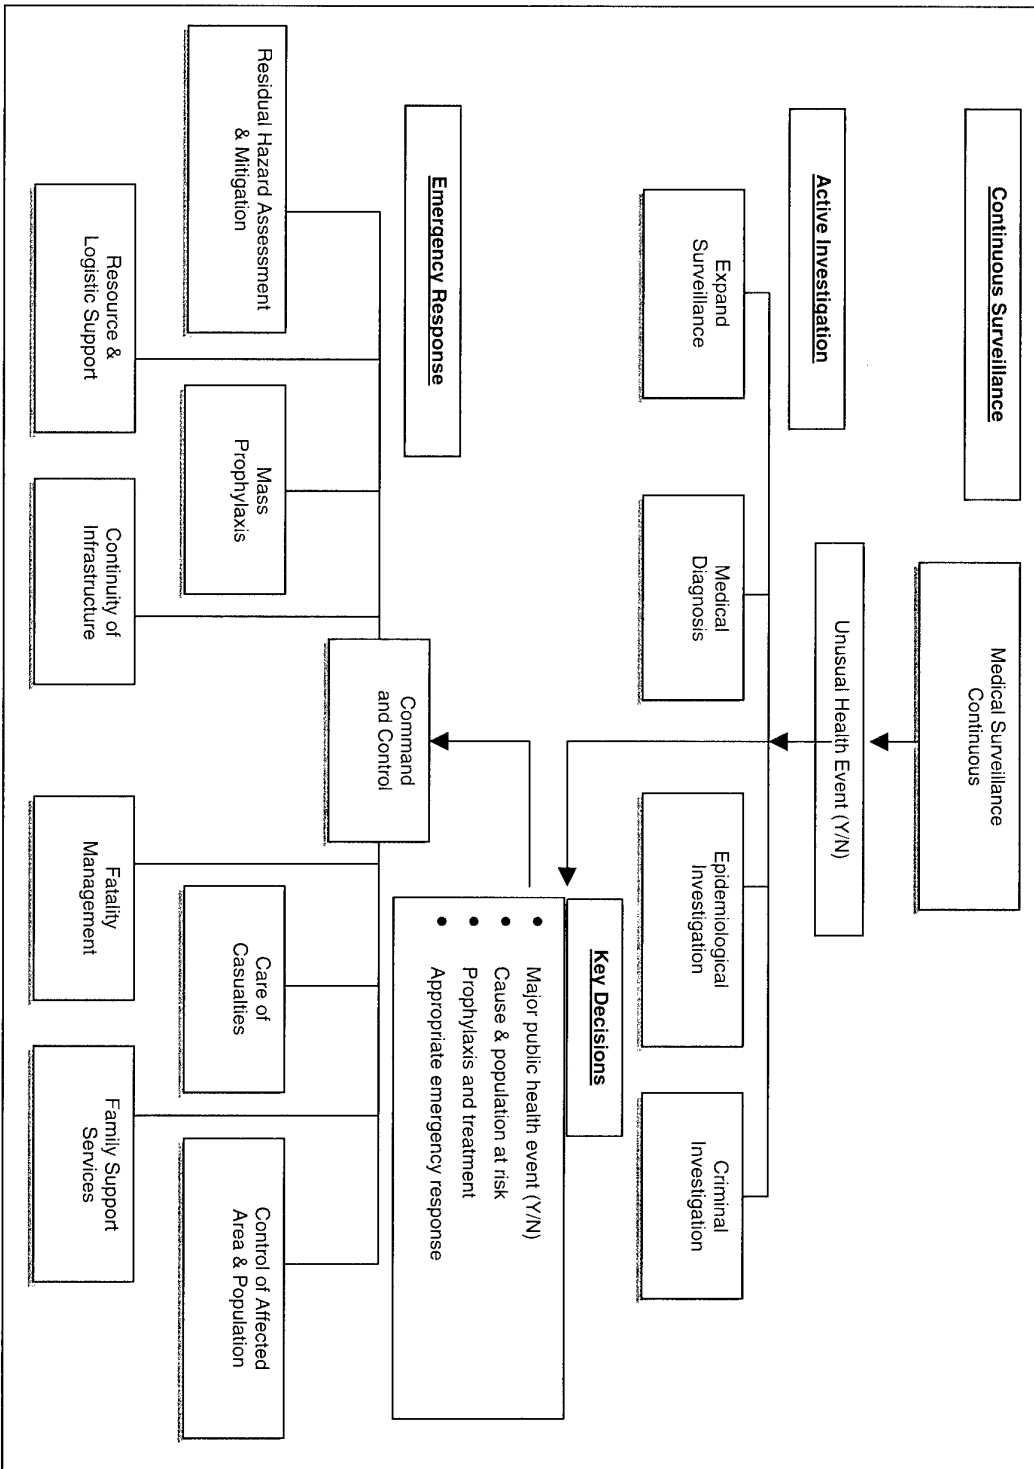 Continuous Surveillance
Medical Surveillance
Continuous
Unusual Health Event (Y/N)
Active Investigation
Expand
Surveillance
Medical
Diagnosis
Epidemiological
Investigation
Criminal
Investigation
Key Decisions
• Major public health event (Y/N)
• Cause & population at risk
• Prophylaxis and treatment
• Appropriate emergency response
Emergency Response
Command
and Control
Residual Hazard Assessment
& Mitigation
Mass
Prophylaxis
Care of
Casualties
Control of Affected
Area & Population
Resource &
Logistic Support
Continuity of
Infrastructure
Fatality
Management
Family Support
Services